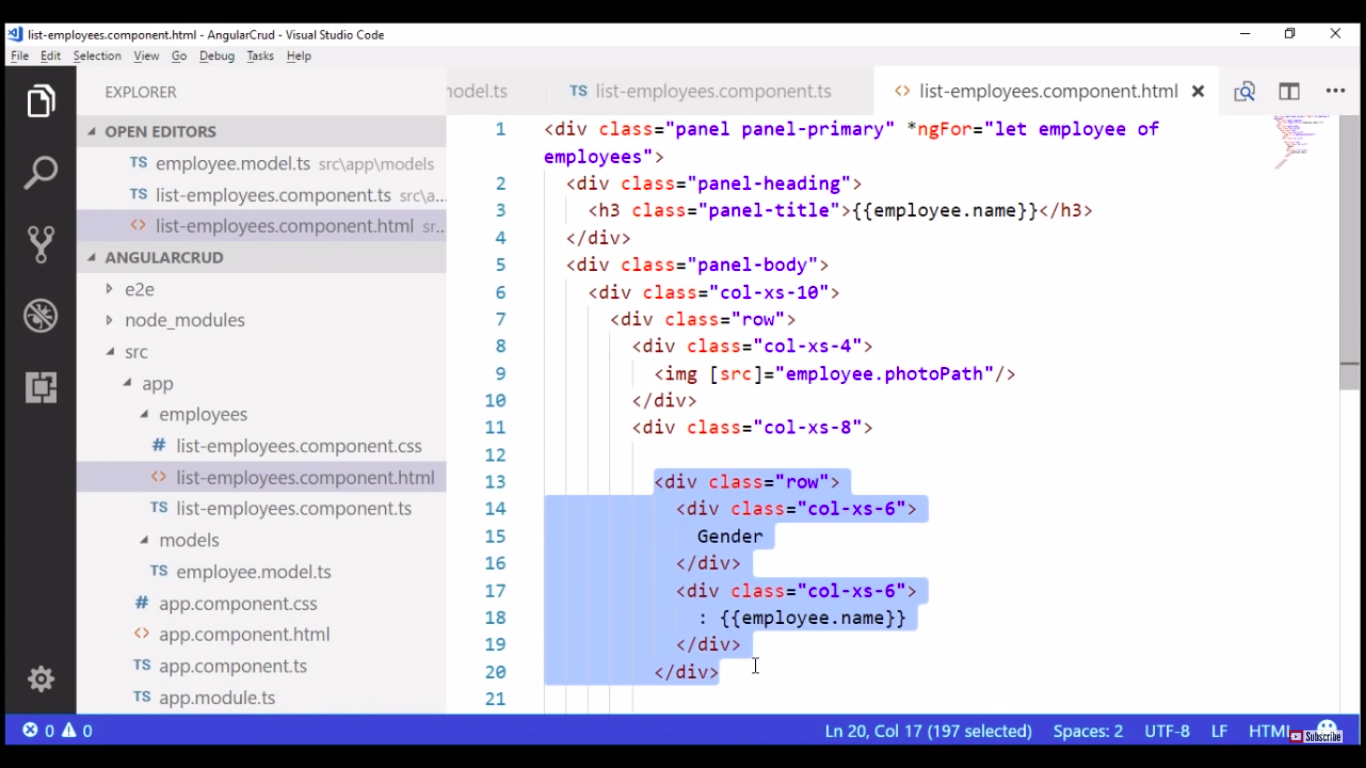 list-employees.component.html - AngularCrud - Visual Studio Code
File Edit Selection View Go Debug Tasks Help
EXPLORER
OPEN EDITORS
TS employee.model.ts src\app\models
TS list-employees.component.ts src\a...
<> list-employees.component.html sr...
ANGULARCRUD
e2e
node_modules
src
app
employees
# list-employees.component.css
<> list-employees.component.html
TS list-employees.component.ts
models
TS employee.model.ts
# app.component.css
<> app.component.html
TS app.component.ts
TS app.module.ts
nodel.ts TS list-employees.component.ts <> list-employees.component.html
1 <div class="panel panel-primary" *ngFor="let employee of
employees">
2 <div class="panel-heading">
3 <h3 class="panel-title">{{employee.name}}</h3>
4 </div>
5 <div class="panel-body">
6 <div class="col-xs-10">
7 <div class="row">
8 <div class="col-xs-4">
9 <img [src]="employee.photoPath"/>
10 </div>
11 <div class="col-xs-8">
12
13 <div class="row">
14 <div class="col-xs-6">
15 Gender
16 </div>
17 <div class="col-xs-6">
18 : {{employee.name}}
19 </div>
20 </div>
21
0 0 Ln 20, Col 17 (197 selected) Spaces: 2 UTF-8 LF HTML
Subscribe